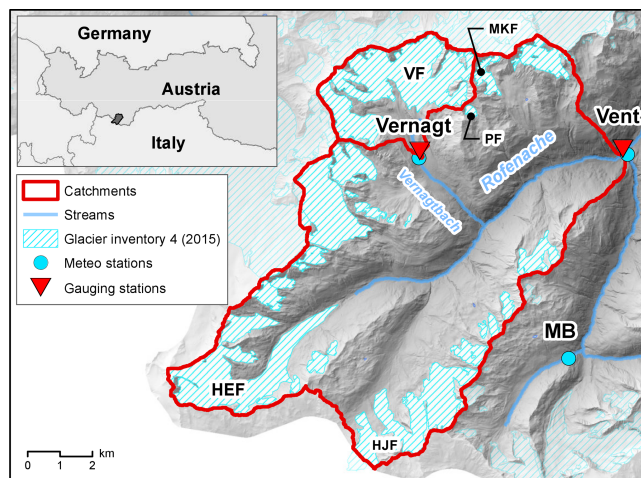 Germany
Austria
Italy
Catchments
Streams
Glacier inventory 4 (2015)
Meteo stations
Gauging stations
MKF
VF
Vernagt
PF
Vent
Rofenache
Vernagtbach
MB
HEF
HJF
km
0 1 2